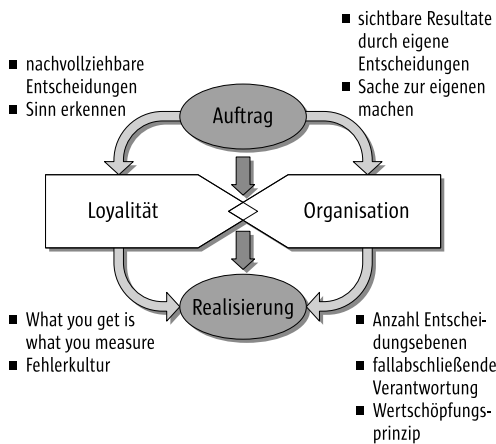 ■ nachvollziehbare
Entscheidungen
■ Sinn erkennen
■ sichtbare Resultate
durch eigene
Entscheidungen
■ Sache zur eigenen
machen
Auftrag
Loyalität
Organisation
Realisierung
■ What you get is
what you measure
■ Fehlerkultur
■ Anzahl Entschei-
dungsebenen
■ fallabschließende
Verantwortung
■ Wertschöpfungs-
prinzip